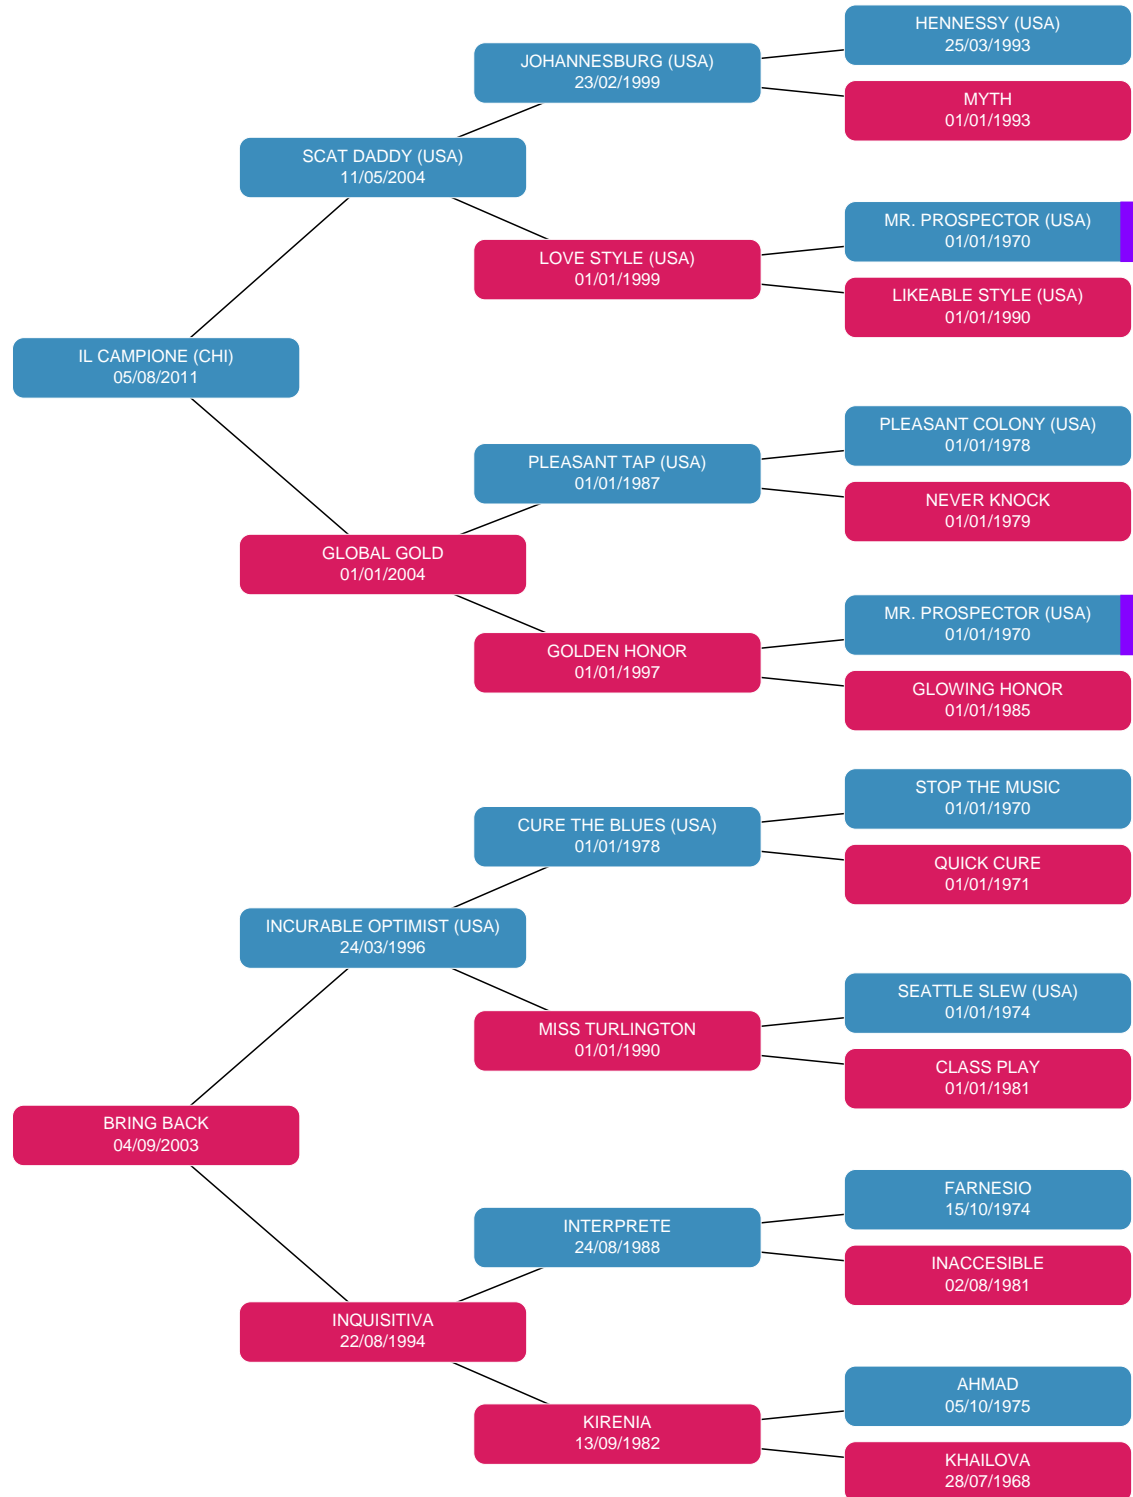 HENNESSY (USA)
25/03/1993
JOHANNESBURG (USA)
23/02/1999
MYTH
01/01/1993
SCAT DADDY (USA)
11/05/2004
MR. PROSPECTOR (USA)
01/01/1970
LOVE STYLE (USA)
01/01/1999
LIKEABLE STYLE (USA)
01/01/1990
IL CAMPIONE (CHI)
05/08/2011
PLEASANT COLONY (USA)
01/01/1978
PLEASANT TAP (USA)
01/01/1987
NEVER KNOCK
01/01/1979
GLOBAL GOLD
01/01/2004
MR. PROSPECTOR (USA)
01/01/1970
GOLDEN HONOR
01/01/1997
GLOWING HONOR
01/01/1985
STOP THE MUSIC
01/01/1970
CURE THE BLUES (USA)
01/01/1978
QUICK CURE
01/01/1971
INCURABLE OPTIMIST (USA)
24/03/1996
SEATTLE SLEW (USA)
01/01/1974
MISS TURLINGTON
01/01/1990
CLASS PLAY
01/01/1981
BRING BACK
04/09/2003
FARNESIO
15/10/1974
INTERPRETE
24/08/1988
INACCESIBLE
02/08/1981
INQUISITIVA
22/08/1994
AHMAD
05/10/1975
KIRENIA
13/09/1982
KHAILOVA
28/07/1968